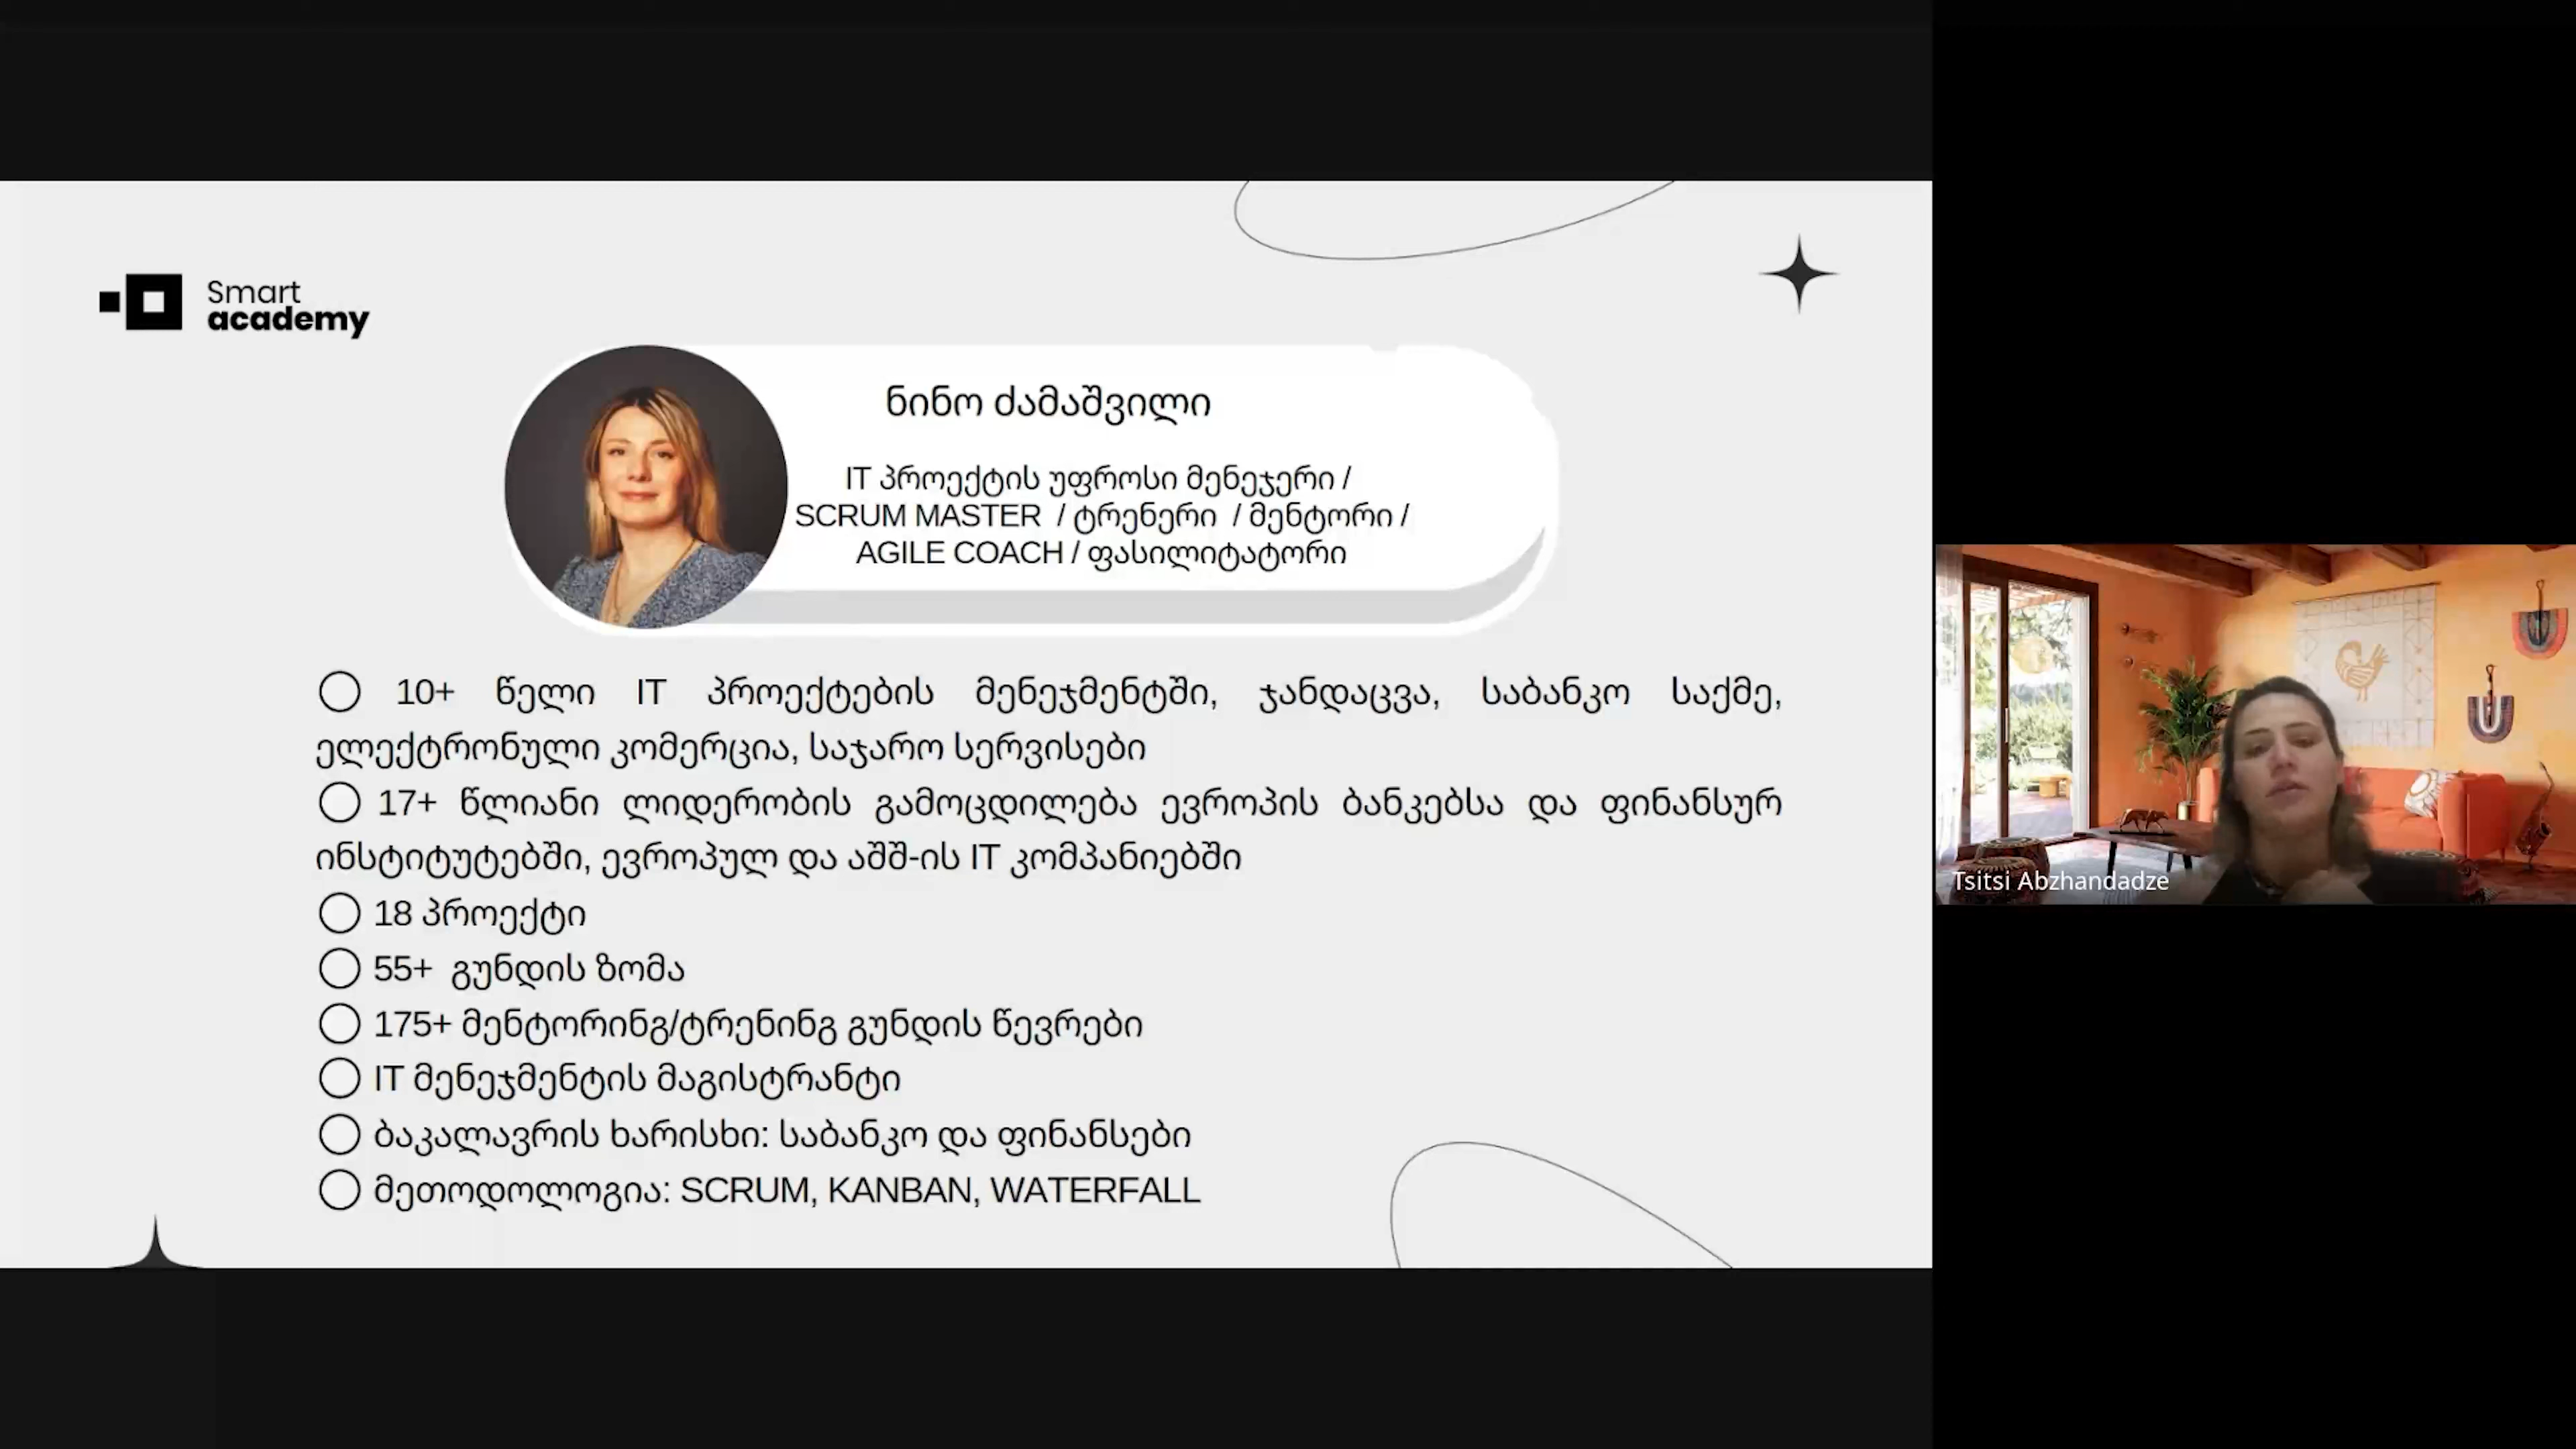 Smart
academy
ნინო ძამაშვილი
IT პროექტის უფროსი მენეჯერი /
SCRUM MASTER / ტრენერი / მენტორი /
AGILE COACH / ფასილიტატორი
10+ წელი IT პროექტების მენეჯმენტში, ჯანდაცვა, საბანკო საქმე,
ელექტრონული კომერცია, საჯარო სერვისები
17+ წლიანი ლიდერობის გამოცდილება ევროპის ბანკებსა და ფინანსურ
ინსტიტუტებში, ევროპულ და აშშ-ის IT კომპანიებში
18 პროექტი
55+ გუნდის ზომა
175+ მენტორინგ/ტრენინგ გუნდის წევრები
IT მენეჯმენტის მაგისტრანტი
ბაკალავრის ხარისხი: საბანკო და ფინანსები
მეთოდოლოგია: SCRUM, KANBAN, WATERFALL
Tsitsi Abzhandadze